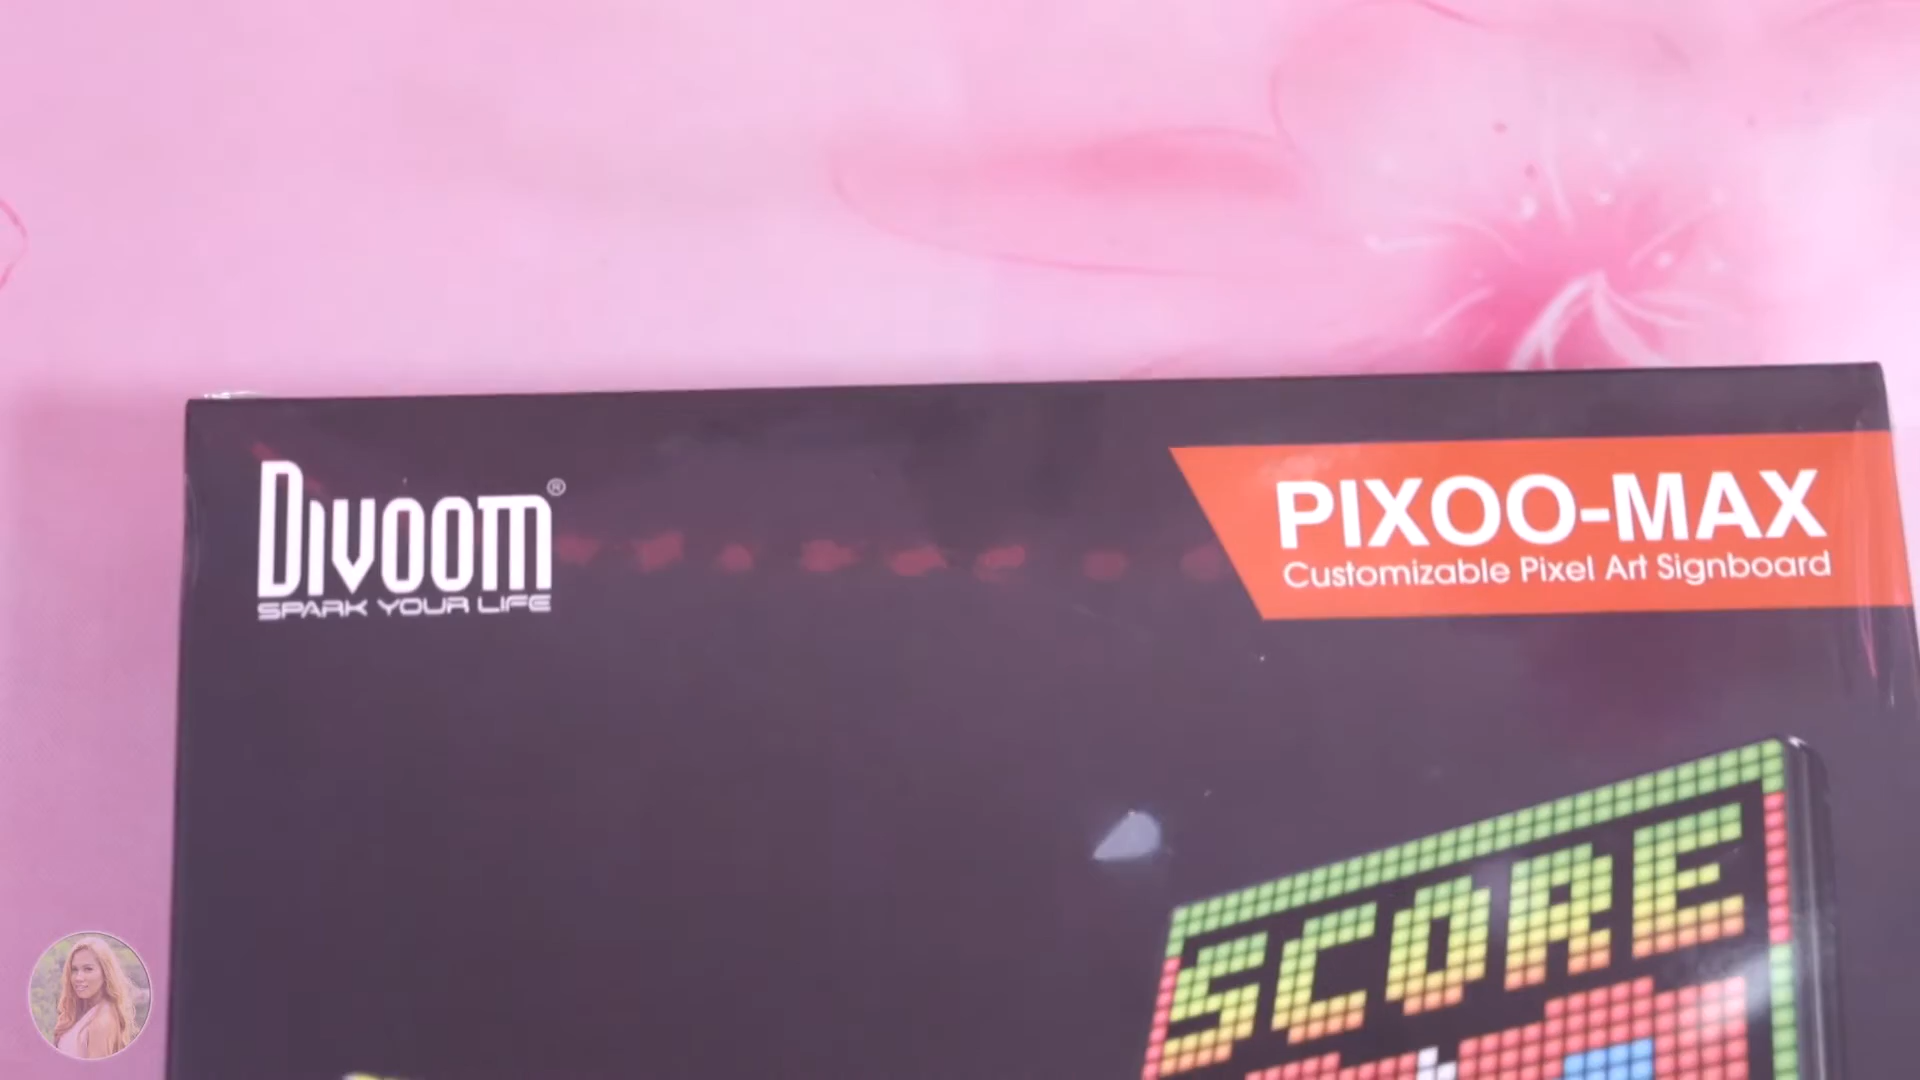 Divoom®
SPARK YOUR LIFE
PIXOO-MAX
Customizable Pixel Art Signboard
SCORE